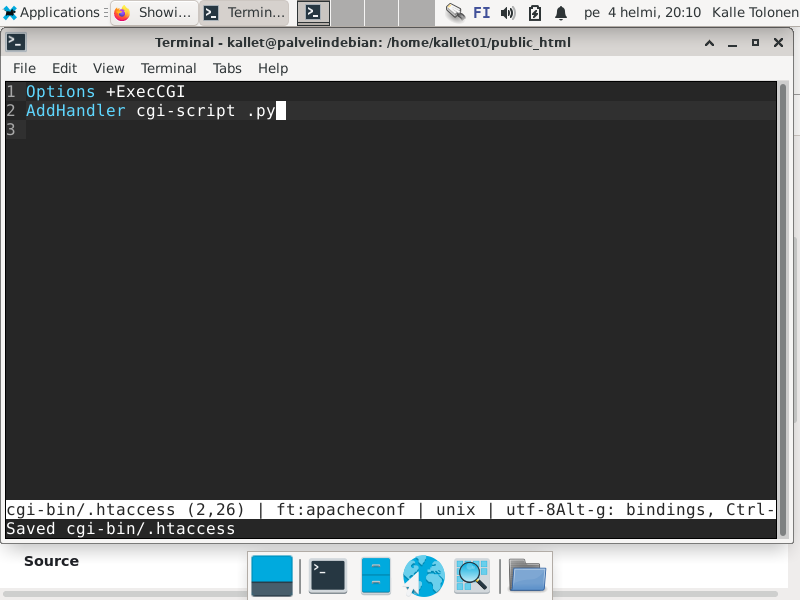 Applications Showi... Termin... FI pe 4 helmi, 20:10 Kalle Tolonen
Terminal - kallet@palvelindebian: /home/kallet01/public_html
File Edit View Terminal Tabs Help
1 Options +ExecCGI
2 AddHandler cgi-script .py
3
cgi-bin/.htaccess (2,26) | ft:apacheconf | unix | utf-8Alt-g: bindings, Ctrl-
Saved cgi-bin/.htaccess
Source